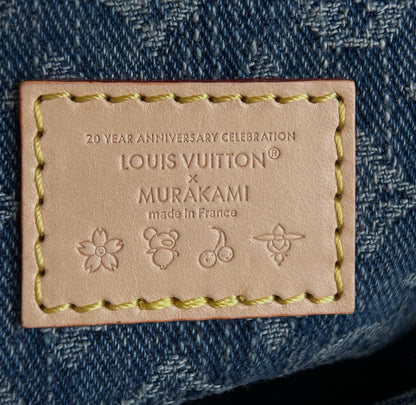 20 YEAR ANNIVERSARY CELEBRATION
LOUIS VUITTON®
×
MURAKAMI
made in France